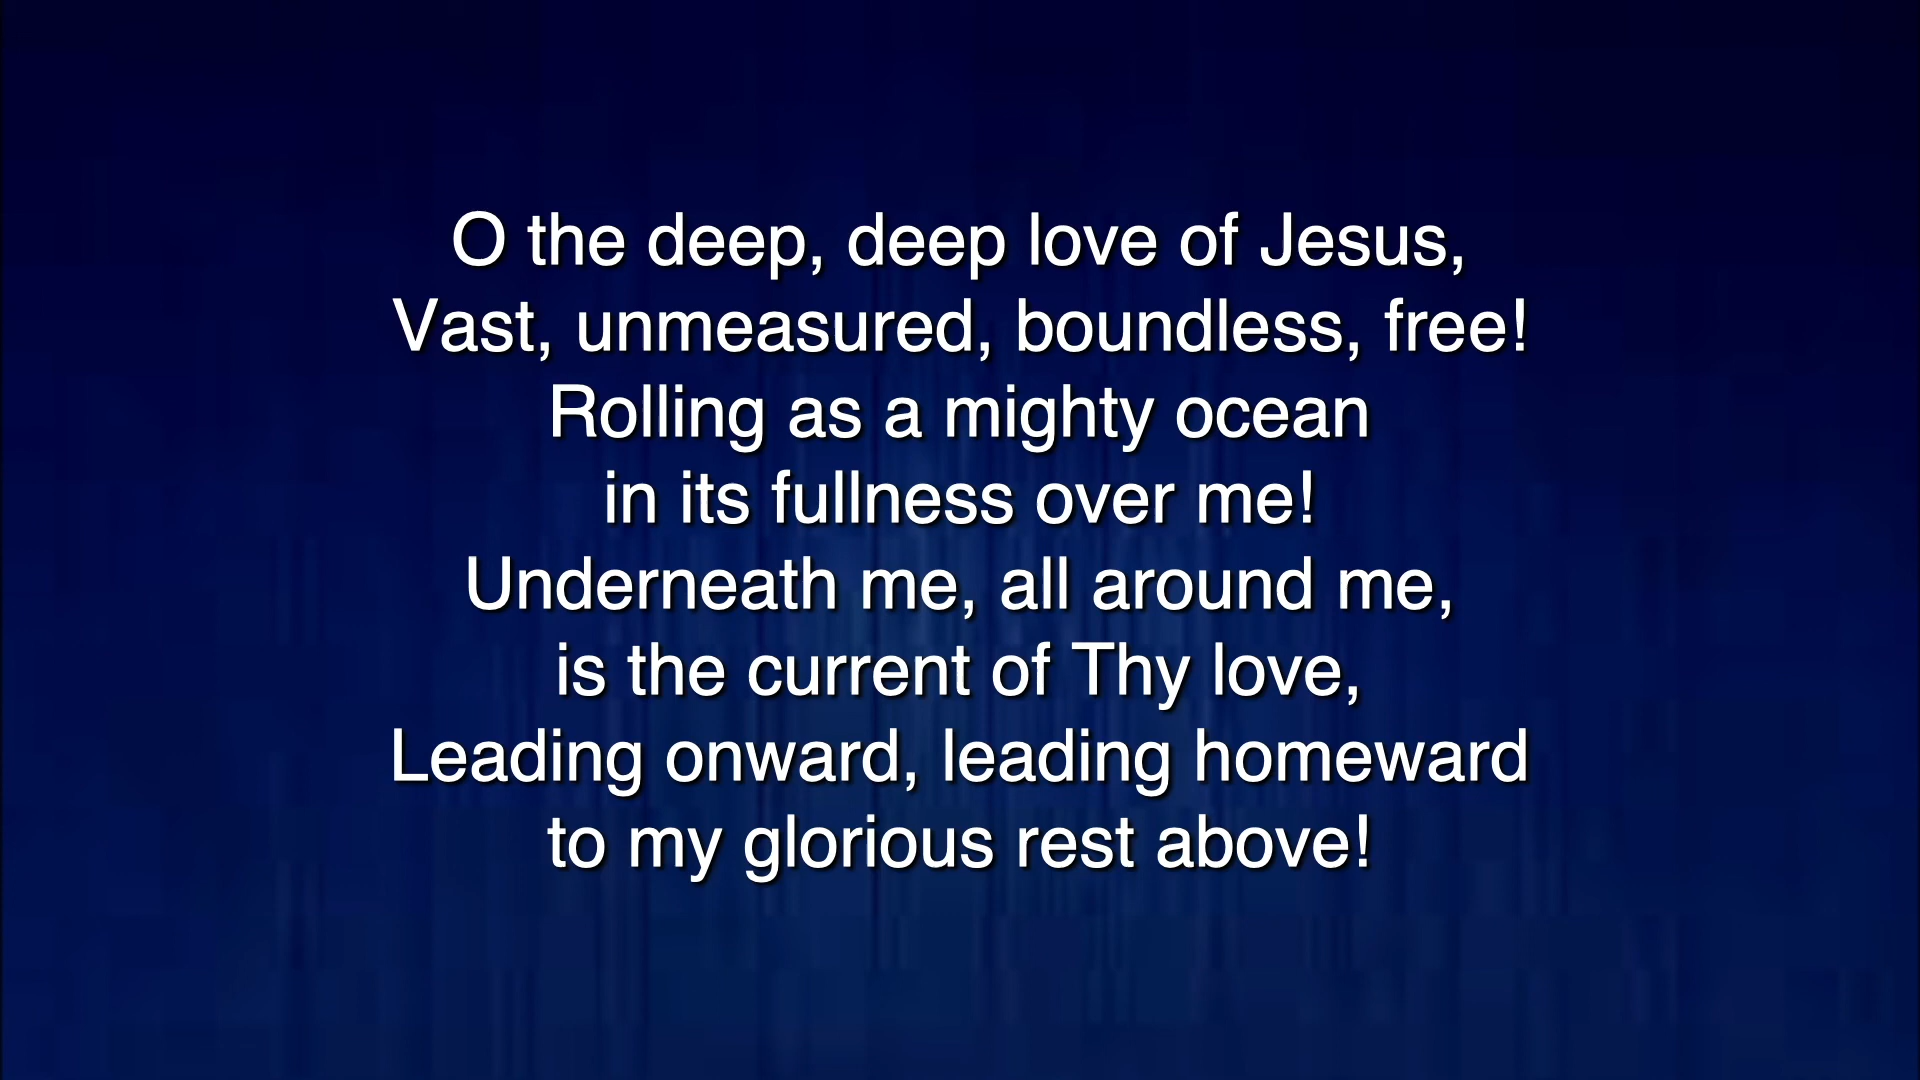 O the deep, deep love of Jesus,
Vast, unmeasured, boundless, free!
Rolling as a mighty ocean
in its fullness over me!
Underneath me, all around me,
is the current of Thy love,
Leading onward, leading homeward
to my glorious rest above!